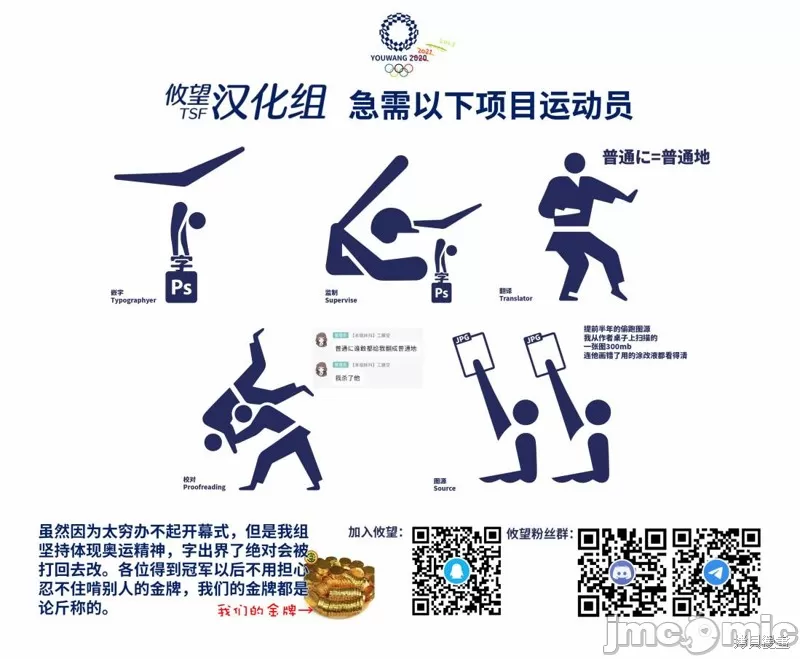 YOUWANG 2020
2021
攸望
TSF
汉化组 急需以下项目运动员
普通に=普通地
字
Ps
嵌字
Typographyer
字
Ps
监制
Supervise
翻译
Translator
普通に谁敢都给我翻成普通地
我杀了他
JPG
JPG
提前半年的偷跑图源
我从作者桌子上扫描的
一张图300mb
连他画错了用的涂改液都看得清
校对
Proofreading
图源
Source
虽然因为太穷办不起开幕式，但是我组
坚持体现奥运精神，字出界了绝对会被
打回去改。各位得到冠军以后不用担心
忍不住啃别人的金牌，我们的金牌都是
论斤称的。
我们的金牌→
加入攸望：
攸望粉丝群：
jmcomic